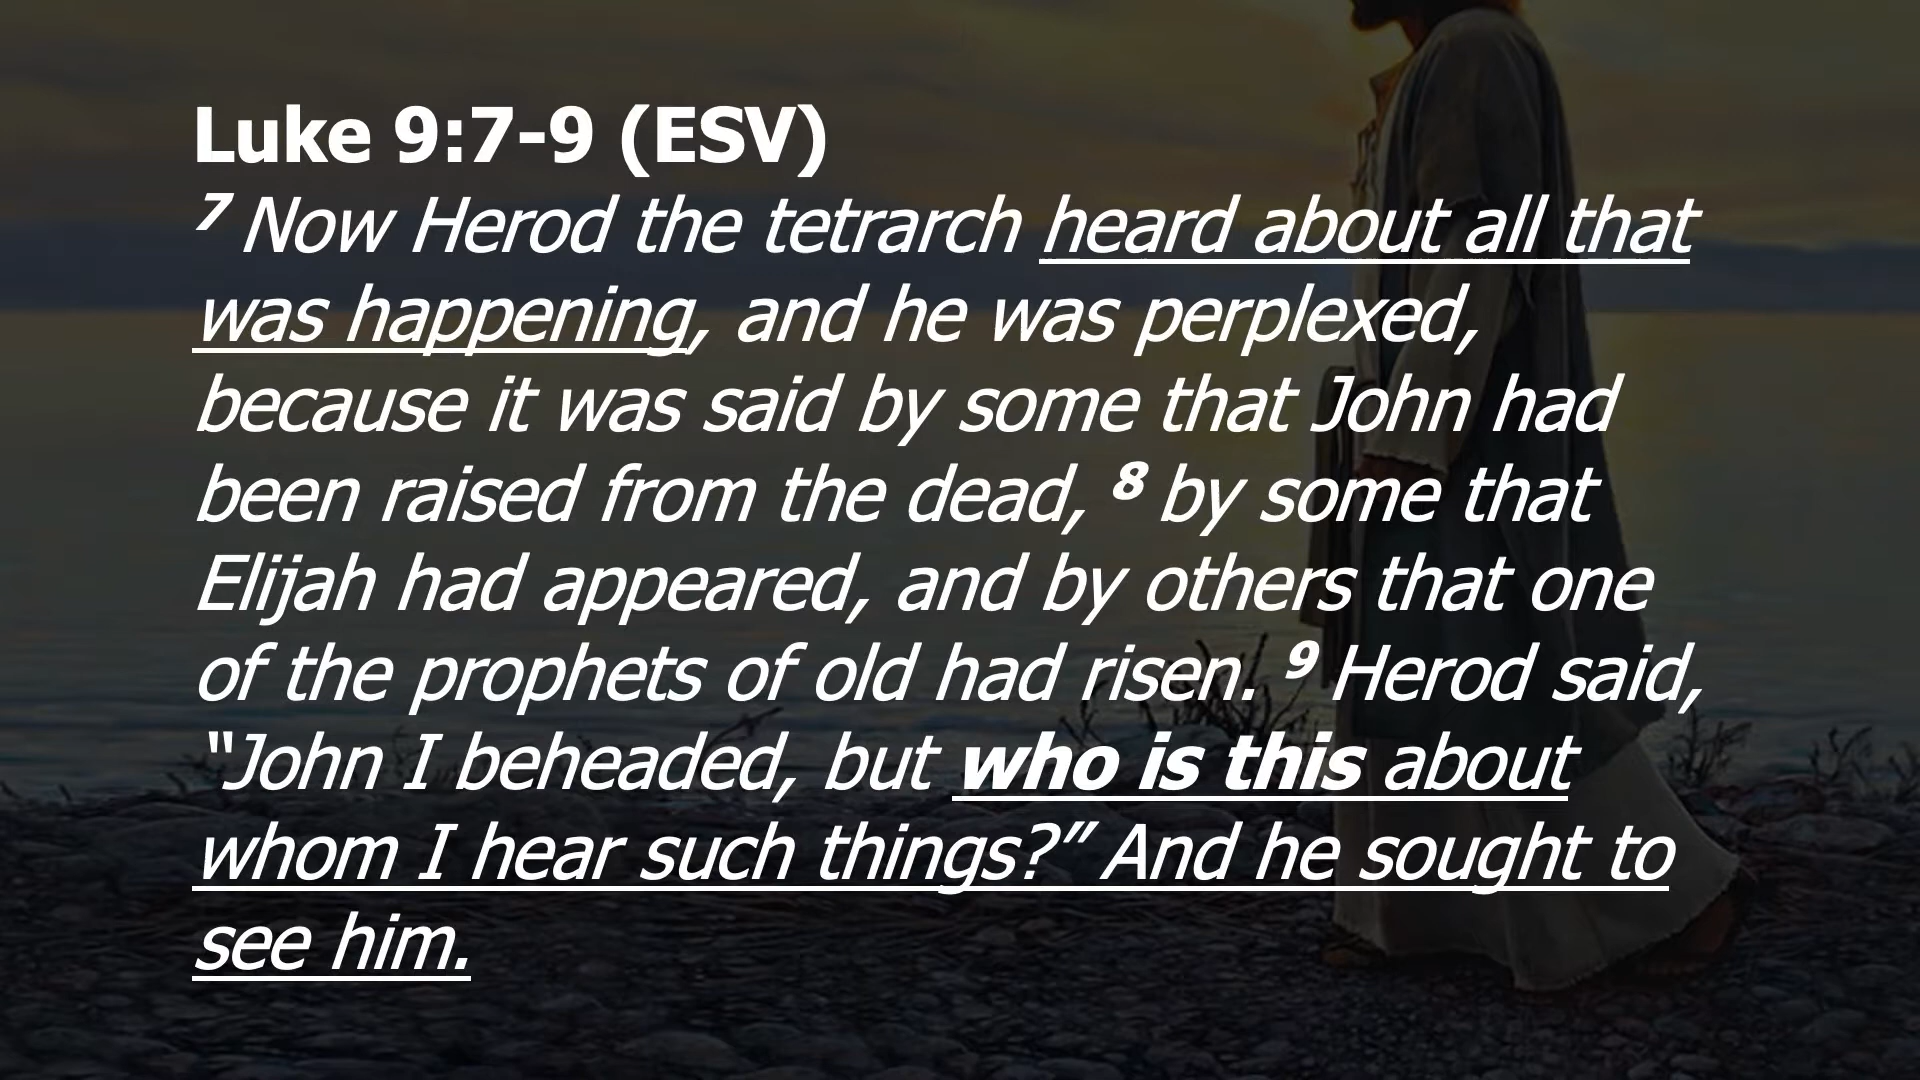 Luke 9:7-9 (ESV)
7 Now Herod the tetrarch heard about all that
was happening, and he was perplexed,
because it was said by some that John had
been raised from the dead, 8 by some that
Elijah had appeared, and by others that one
of the prophets of old had risen. 9 Herod said,
“John I beheaded, but who is this about
whom I hear such things?” And he sought to
see him.